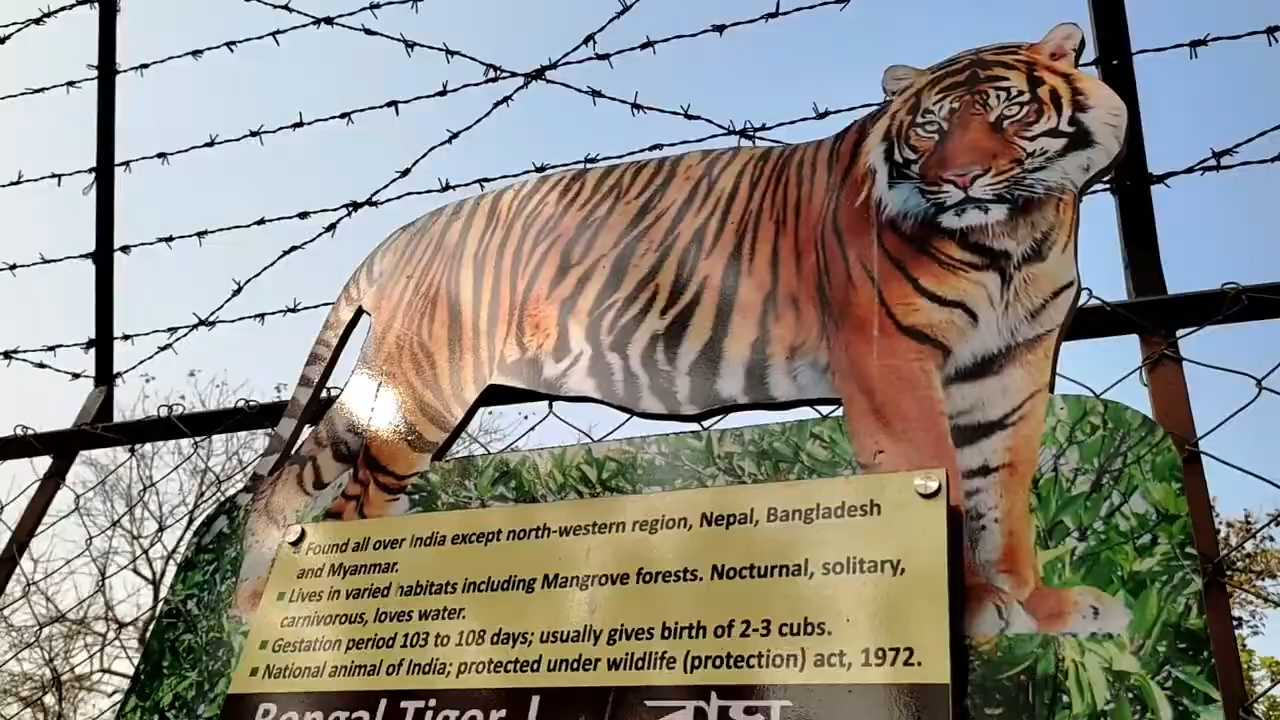 ▪ Found all over India except north-western region, Nepal, Bangladesh
and Myanmar.
▪ Lives in varied habitats including Mangrove forests. Nocturnal, solitary,
carnivorous, loves water.
▪ Gestation period 103 to 108 days; usually gives birth of 2-3 cubs.
▪ National animal of India; protected under wildlife (protection) act, 1972.
Bengal Tiger | বাঘ